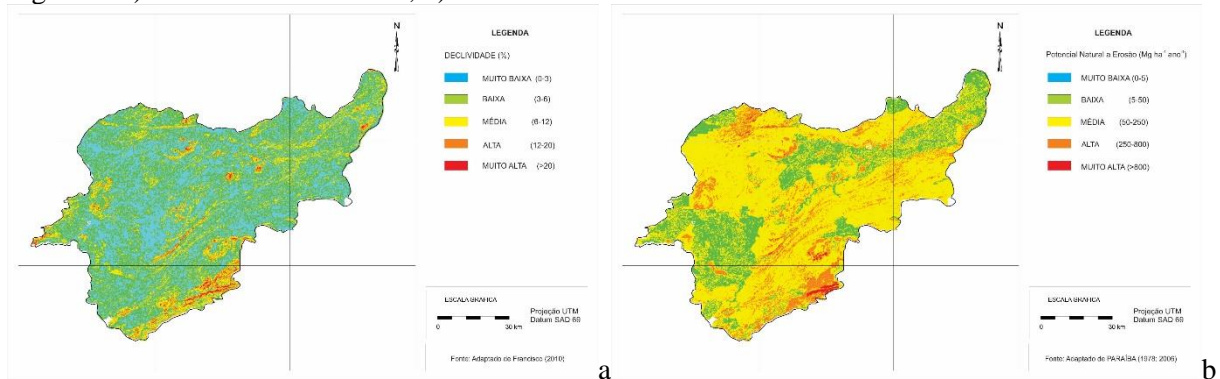 N
LEGENDA
DECLIVIDADE (%)
MUITO BAIXA (0-3)
BAIXA (3-6)
MÉDIA (6-12)
ALTA (12-20)
MUITO ALTA (>20)
ESCALA GRÁFICA
0 30 km
Projeção UTM
Datum SAD 69
Fonte: Adaptado de Francisco (2010)
a
N
LEGENDA
Potencial Natural a Erosão (Mg ha⁻¹ ano⁻¹)
MUITO BAIXA (0-5)
BAIXA (5-50)
MÉDIA (50-250)
ALTA (250-800)
MUITO ALTA (>800)
ESCALA GRÁFICA
0 30 km
Projeção UTM
Datum SAD 69
Fonte: Adaptado de PARAÍBA (1978; 2006)
b